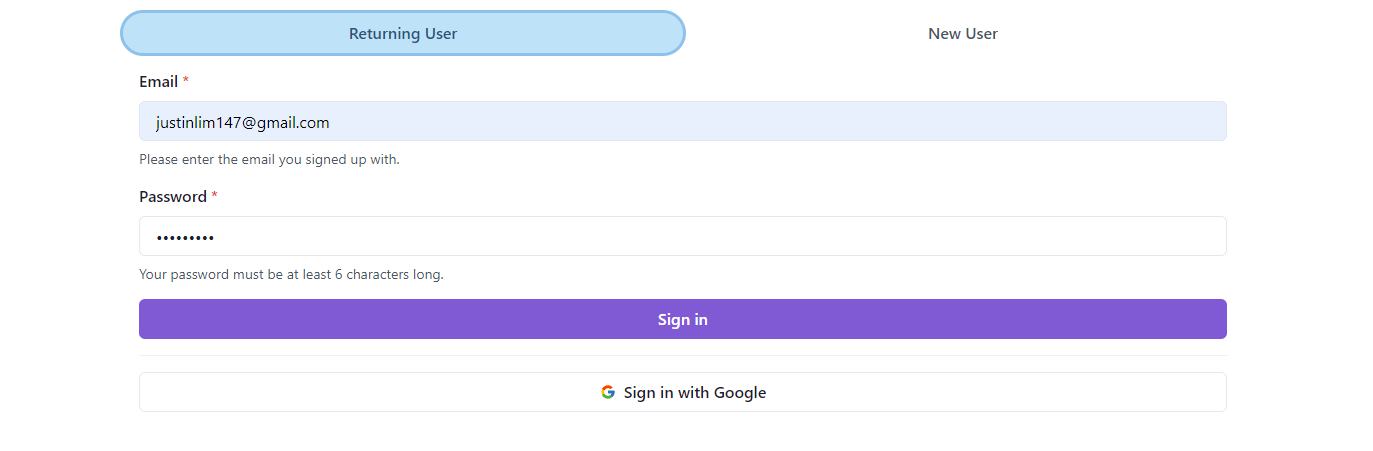 Returning User
New User
Email *
justinlim147@gmail.com
Please enter the email you signed up with.
Password *
•••••••••
Your password must be at least 6 characters long.
Sign in
Sign in with Google